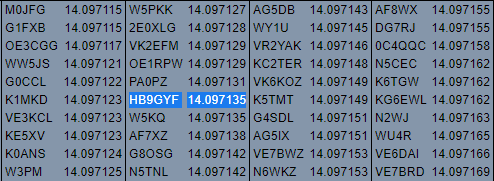 M0JFG 14.097115 W5PKK 14.097127 AG5DB 14.097143 AF8WX 14.097155
G1FXB 14.097115 2E0XLG 14.097128 WY1U 14.097145 DG7RJ 14.097155
OE3CGG 14.097117 VK2EFM 14.097129 VR2YAK 14.097146 0C4QQC 14.097158
WW5JS 14.097121 OE1RPW 14.097129 KC2TER 14.097148 N5CEC 14.097162
G0CCL 14.097122 PA0PZ 14.097131 VK6KOZ 14.097149 K6TGW 14.097162
K1MKD 14.097123 HB9GYF 14.097135 K5TMT 14.097149 KG6EWL 14.097162
VE3KCL 14.097123 W5KQ 14.097135 G4SDL 14.097151 N2WJ 14.097163
KE5XV 14.097123 AF7XZ 14.097138 AG5IX 14.097151 WU4R 14.097165
K0ANS 14.097124 G8OSG 14.097142 VE7BWZ 14.097153 VE6DAI 14.097166
W3PM 14.097125 N5TNL 14.097142 N6WKZ 14.097153 VE7BRD 14.097169